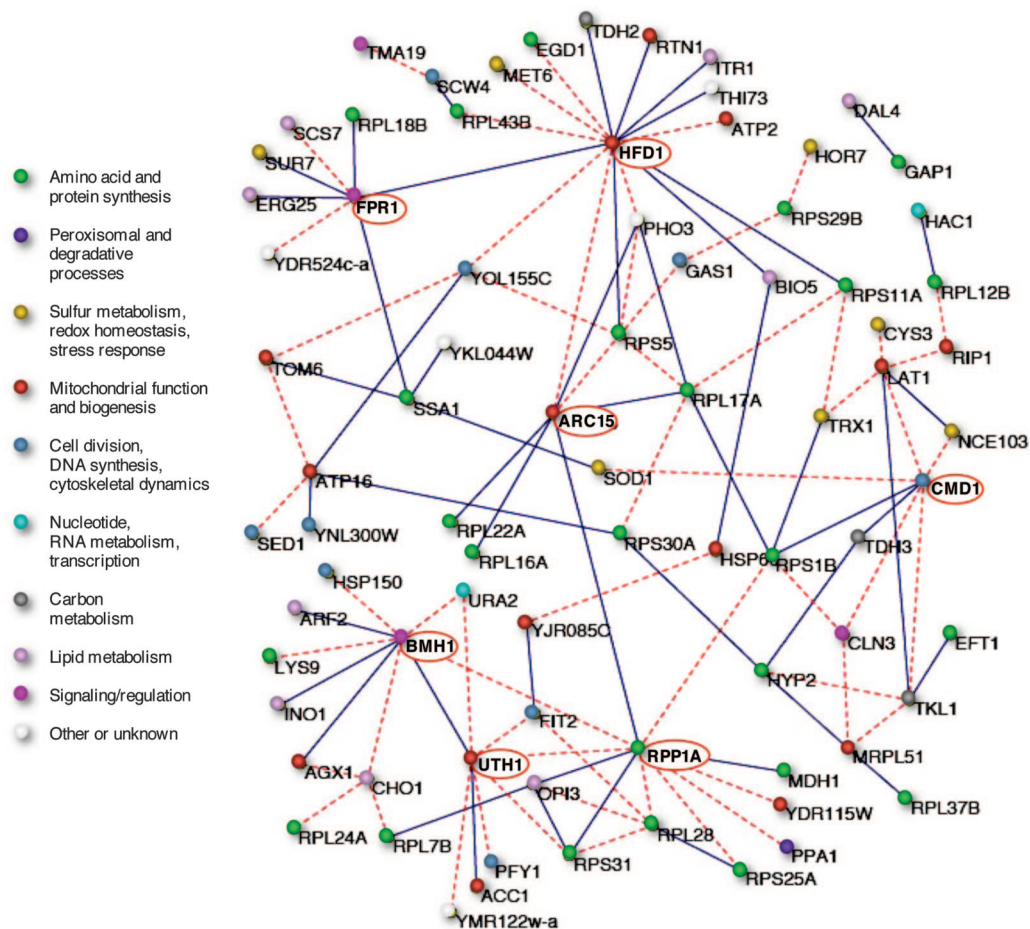 TDH2
RTN1
EGD1
TMA19
ITR1
MET6
SCW4
THI73
DAL4
RPL43B
ATP2
SCS7
RPL18B
HFD1
HOR7
SUR7
GAP1
Amino acid and
protein synthesis
ERG25
FPR1
RPS29B
HAC1
PHO3
Peroxisomal and
degradative
processes
YDR524c-a
YOL155C
GAS1
BIO5
RPS11A
RPL12B
Sulfur metabolism,
redox homeostasis,
stress response
CYS3
RPS5
YKL044W
RIP1
TOM6
LAT1
Mitochondrial function
and biogenesis
SSA1
RPL17A
ARC15
TRX1
NCE103
Cell division,
DNA synthesis,
cytoskeletal dynamics
SOD1
ATP16
CMD1
Nucleotide,
RNA metabolism,
transcription
SED1
YNL300W
RPL22A
RPS30A
TDH3
RPL16A
HSP6
RPS1B
HSP150
Carbon
metabolism
URA2
ARF2
YJR085C
BMH1
CLN3
EFT1
Lipid metabolism
LYS9
HYP2
Signaling/regulation
INO1
FIT2
TKL1
Other or unknown
UTH1
RPP1A
MRPL51
AGX1
CHO1
OPI3
MDH1
RPL37B
YDR115W
RPL24A
RPL7B
RPL28
PPA1
RPS31
PFY1
RPS25A
ACC1
YMR122w-a